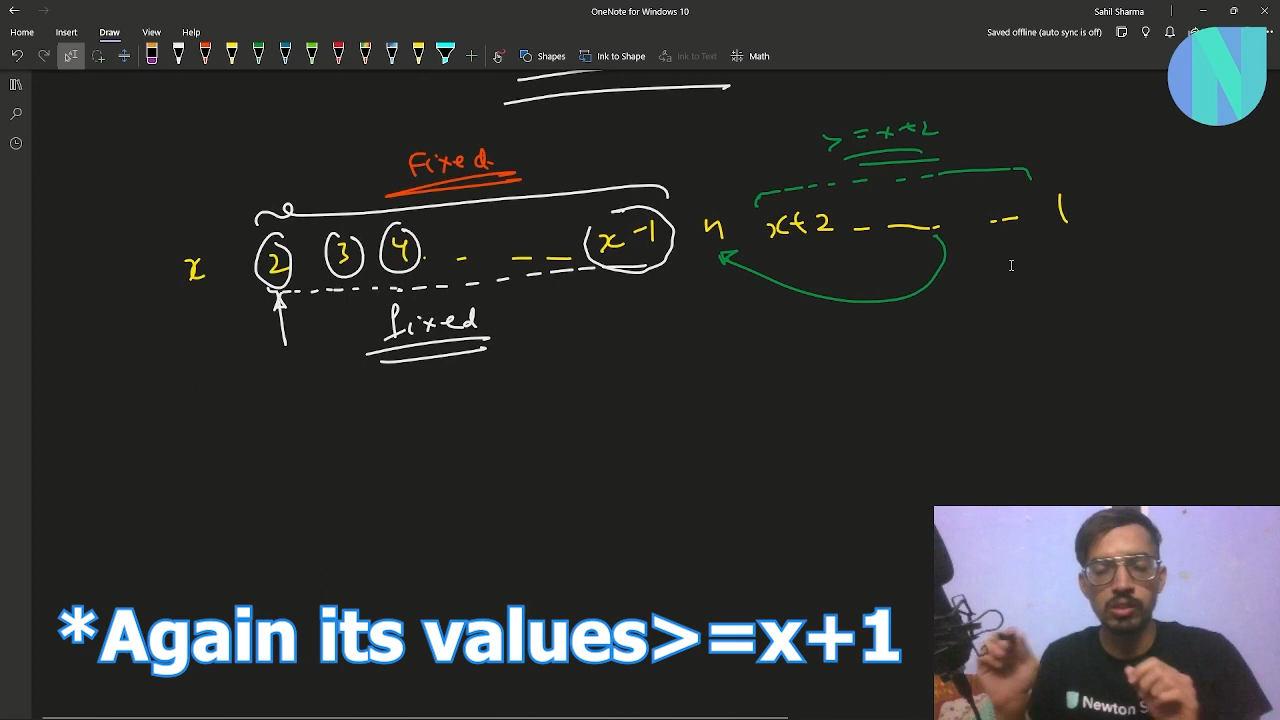 OneNote for Windows 10
Sahil Sharma
Home Insert Draw View Help
Saved offline (auto sync is off)
Shapes Ink to Shape Ink to Text Math
>=x+2
Fixed
x 2 3 4 x-1 n x+2 1
fixed
*Again its values>=x+1
Newton S